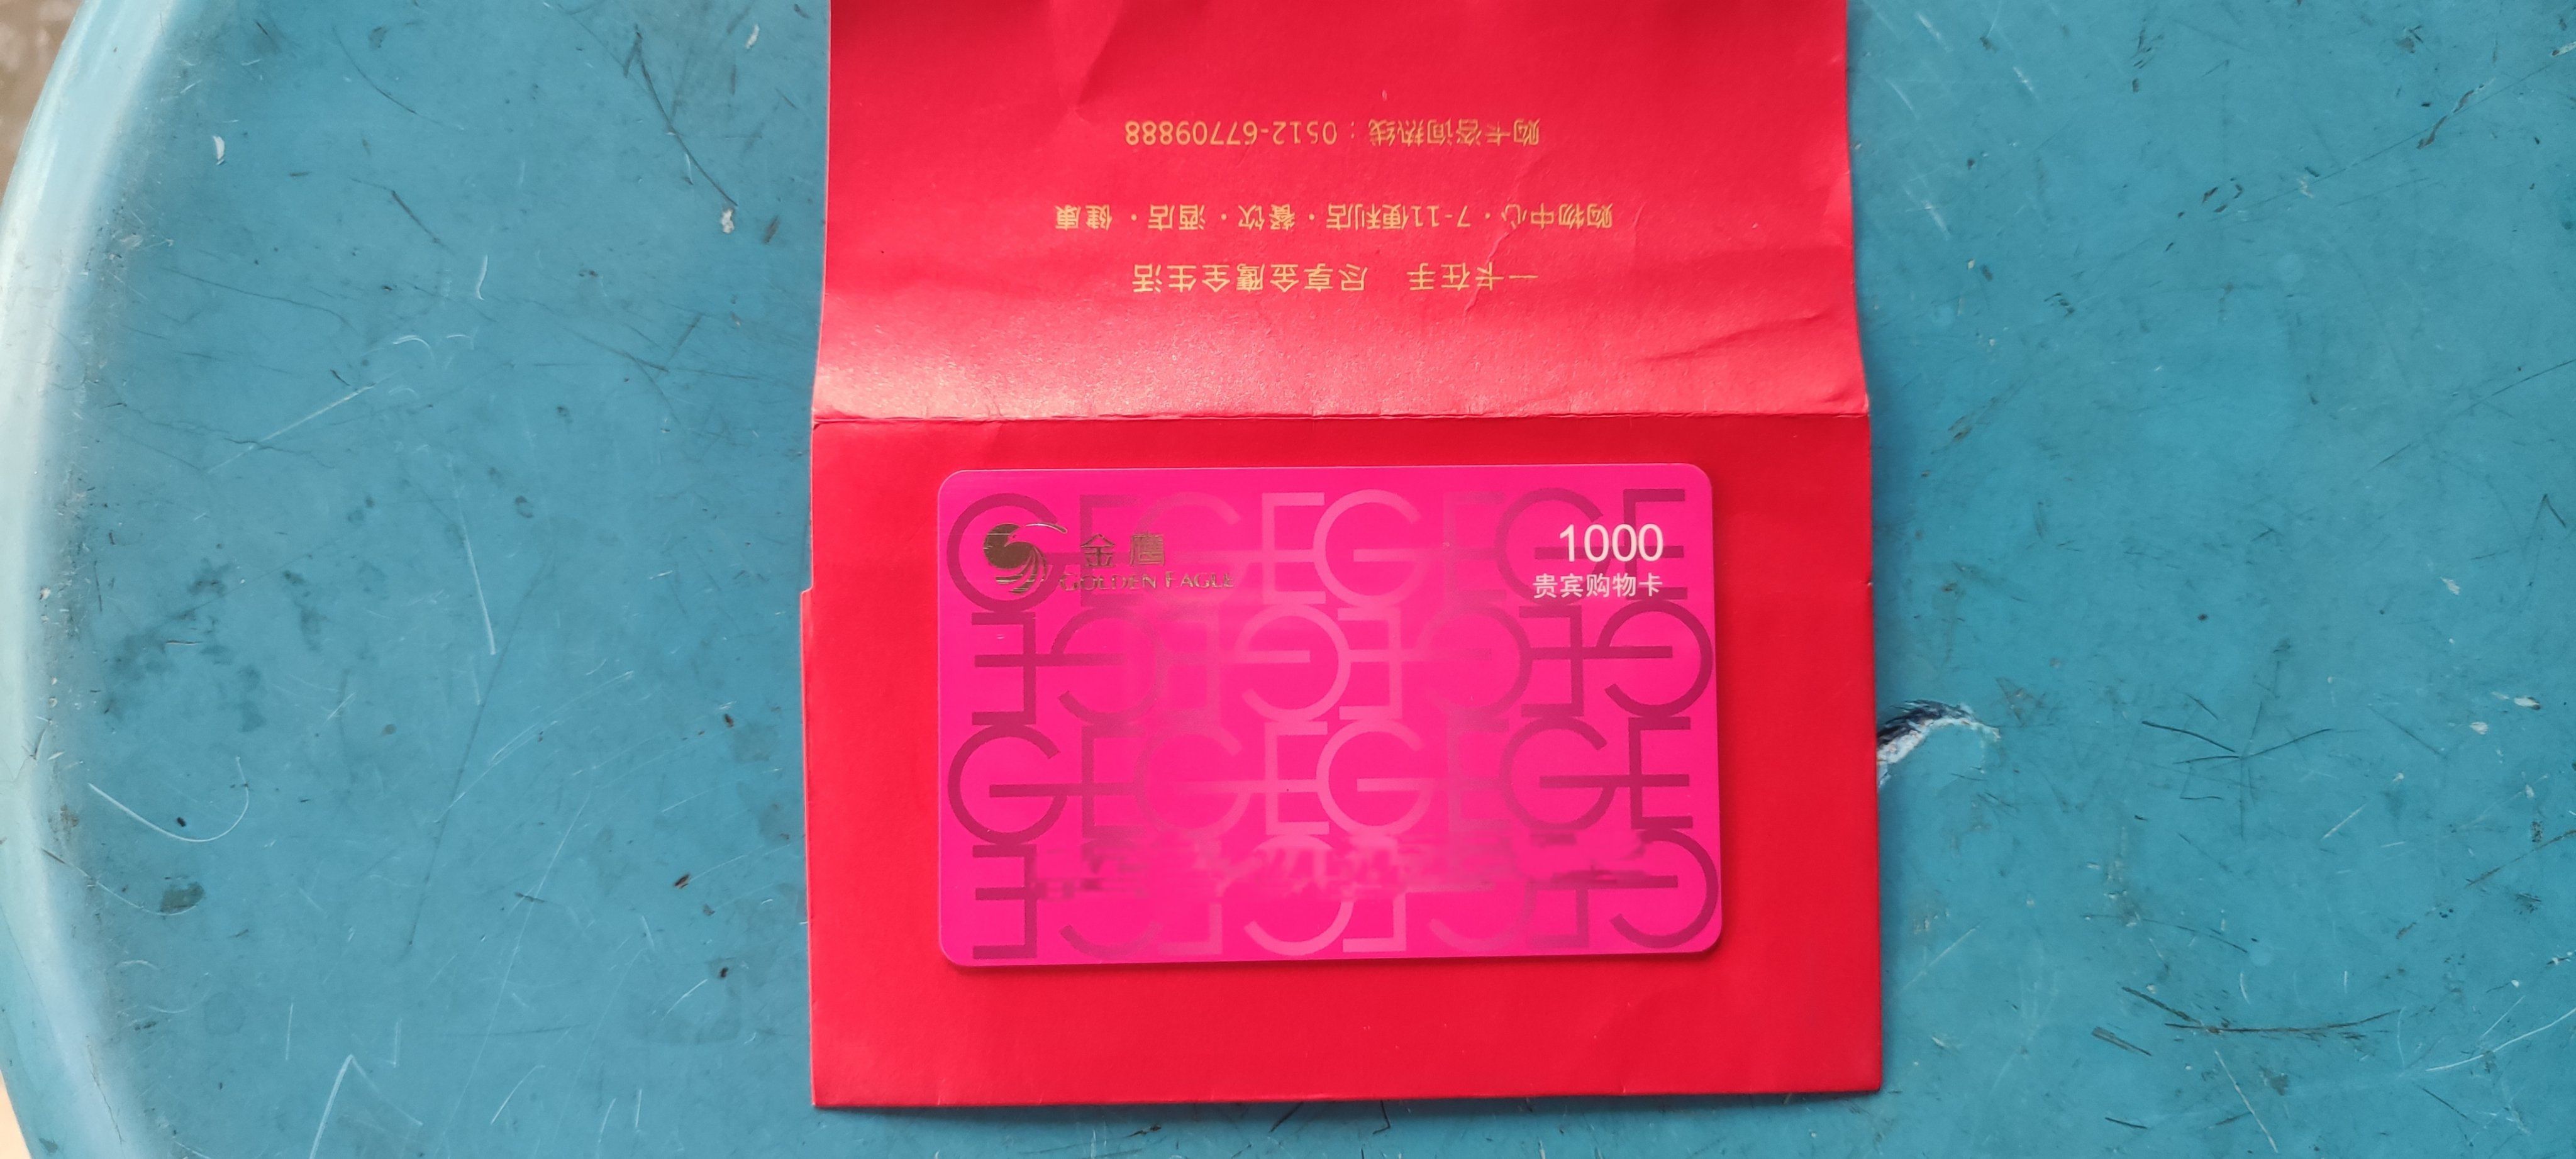 一卡在手 尽享金鹰全生活
购物中心·7-11便利店·餐饮·酒店·健康
购卡咨询热线：0512-67709888
金鹰
GOLDEN EAGLE
1000
贵宾购物卡